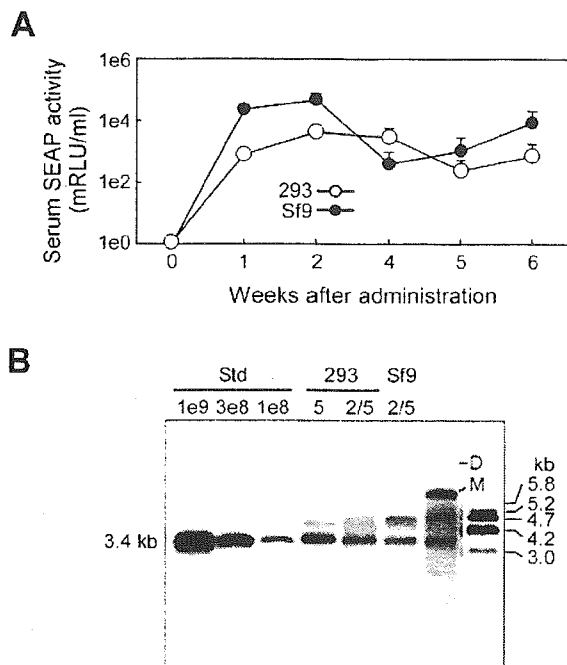 A
Serum SEAP activity
(mRLU/ml)
1e6
1e4
1e2
1e0
293
Sf9
0 1 2 4 5 6
Weeks after administration
B
Std 293 Sf9
1e9 3e8 1e8 5 2/5 2/5
D
M
kb
5.8
5.2
4.7
4.2
3.0
3.4 kb